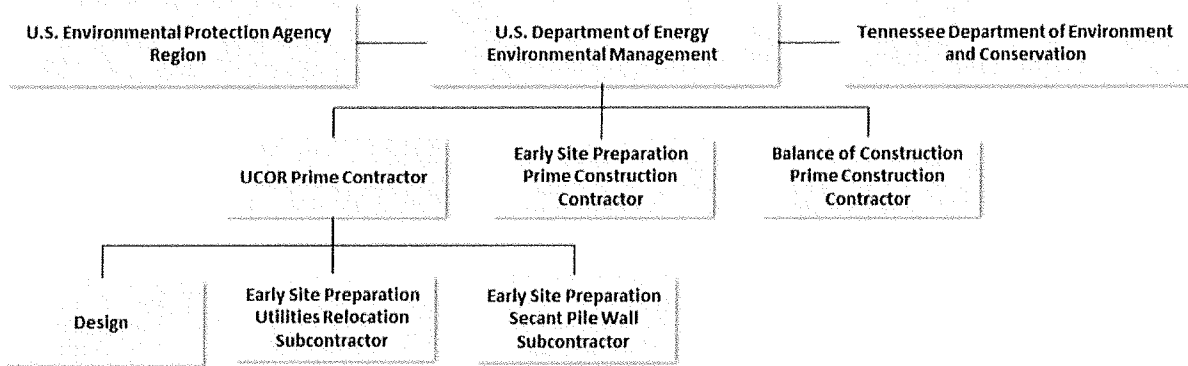 U.S. Environmental Protection Agency
Region
U.S. Department of Energy
Environmental Management
Tennessee Department of Environment
and Conservation
UCOR Prime Contractor
Early Site Preparation
Prime Construction
Contractor
Balance of Construction
Prime Construction
Contractor
Design
Early Site Preparation
Utilities Relocation
Subcontractor
Early Site Preparation
Secant Pile Wall
Subcontractor